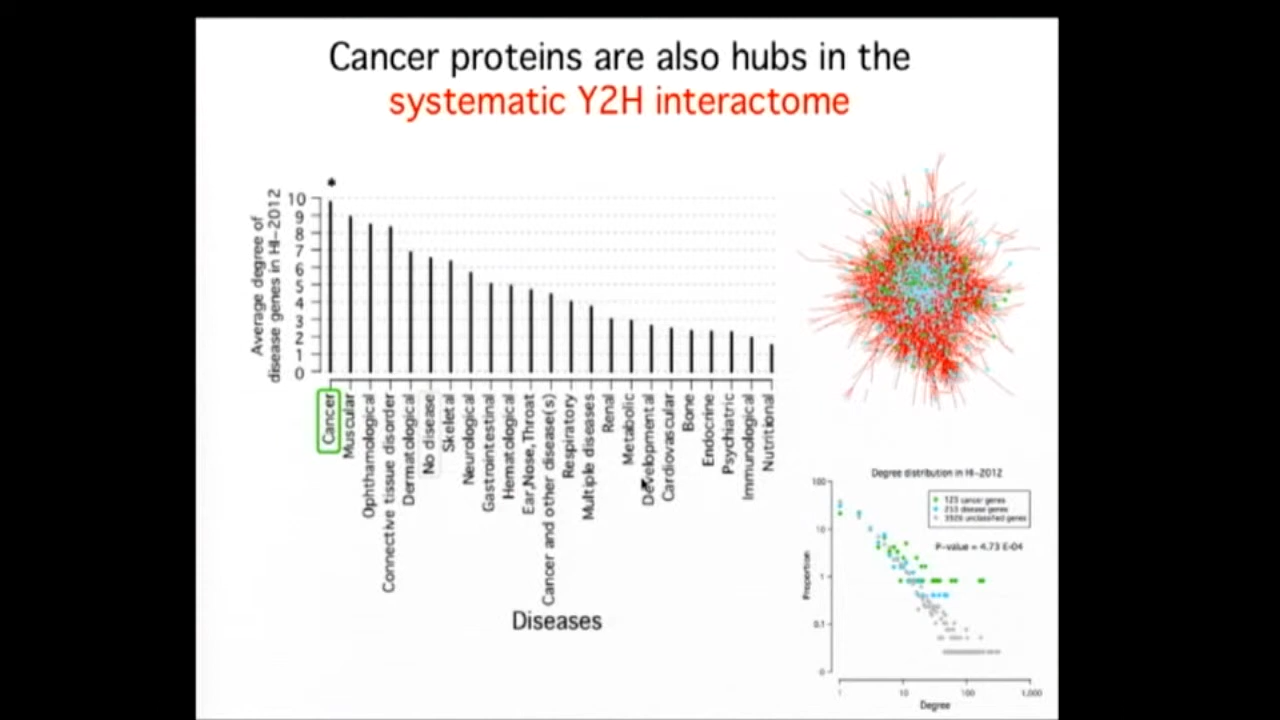 Cancer proteins are also hubs in the
systematic Y2H interactome
*
Average degree of
disease genes in HI-2012
10
9
8
7
6
5
4
3
2
1
0
Cancer
Muscular
Ophthamological
Connective tissue disorder
Dermatological
No disease
Skeletal
Neurological
Gastrointestinal
Hematological
Ear,Nose,Throat
Cancer and other disease(s)
Respiratory
Multiple diseases
Renal
Metabolic
Developmental
Cardiovascular
Bone
Endocrine
Psychiatric
Immunological
Nutritional
Diseases
Degree distribution in HI-2012
cancer genes
disease genes
unclassified genes
P-value = 4.73 E-04
Proportion
100
10
1
0.1
0
1
10
100
1,000
Degree